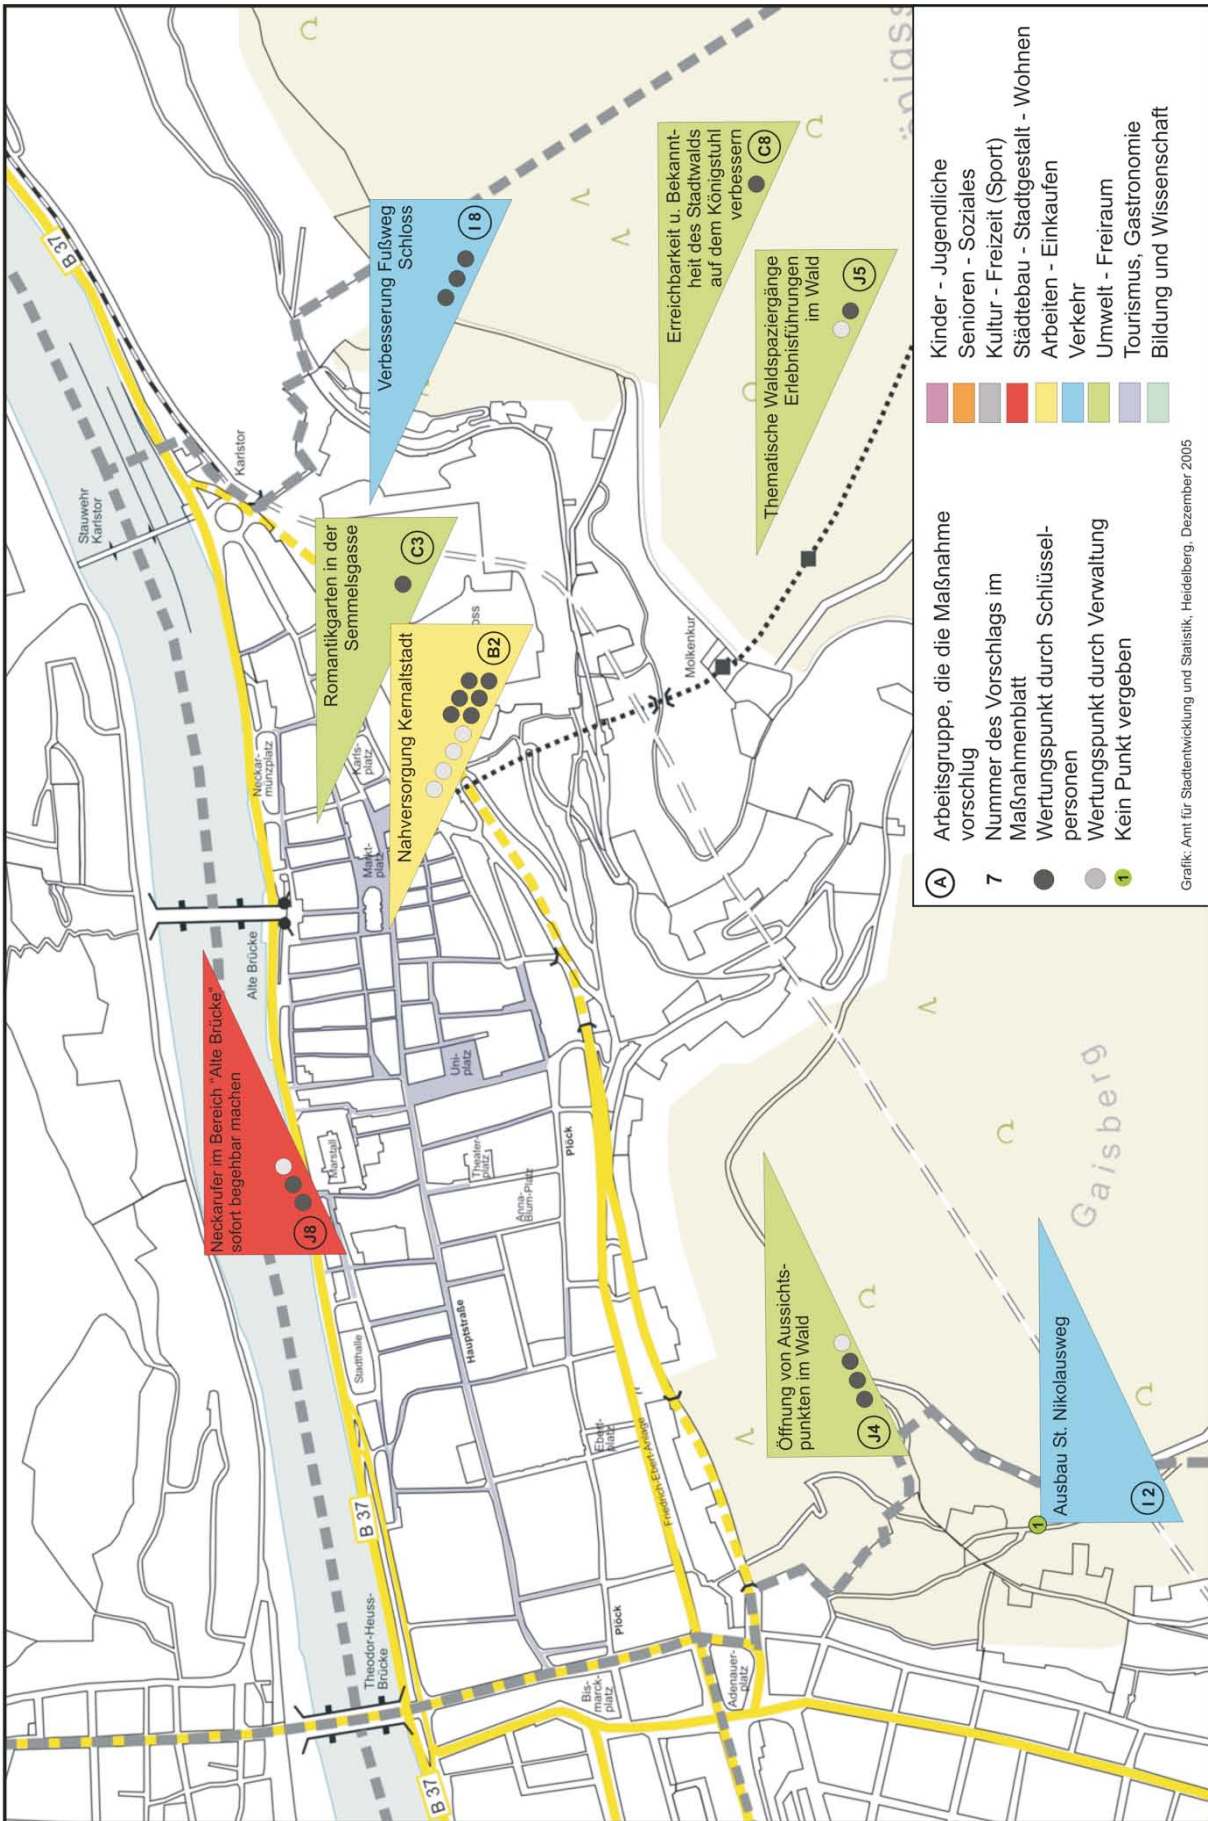 B 37
Stauwehr
Karlstor
Karlstor
Verbesserung Fußweg
Schloss
I 8
Erreichbarkeit u. Bekannt-
heit des Stadtwalds
auf dem Königstuhl
verbessern
C8
Thematische Waldspaziergänge
Erlebnisführungen
im Wald
J5
Romantikgarten in der
Semmelsgasse
C3
Nahversorgung Kernaltstadt
B2
oss
Molkenkur
Neckar-
münzplatz
Karls-
platz
Markt-
platz
Alte Brücke
Neckarufer im Bereich "Alte Brücke"
sofort begehbar machen
J8
Uni-
platz
Marstall
Theater-
platz
Plöck
Anna-
Blum-Platz
Stadthalle
Hauptstraße
Ebert-
platz
Friedrich-Ebert-Anlage
B 37
Theodor-Heuss-
Brücke
Plöck
Bis-
marck-
platz
Adenauer-
platz
B 37
Öffnung von Aussichts-
punkten im Wald
J4
Gaisberg
Ausbau St. Nikolausweg
I 2
1
änigss
A Arbeitsgruppe, die die Maßnahme
vorschlug
7 Nummer des Vorschlags im
Maßnahmenblatt
Wertungspunkt durch Schlüssel-
personen
Wertungspunkt durch Verwaltung
1 Kein Punkt vergeben
Kinder - Jugendliche
Senioren - Soziales
Kultur - Freizeit (Sport)
Städtebau - Stadtgestalt - Wohnen
Arbeiten - Einkaufen
Verkehr
Umwelt - Freiraum
Tourismus, Gastronomie
Bildung und Wissenschaft
Grafik: Amt für Stadtentwicklung und Statistik, Heidelberg, Dezember 2005